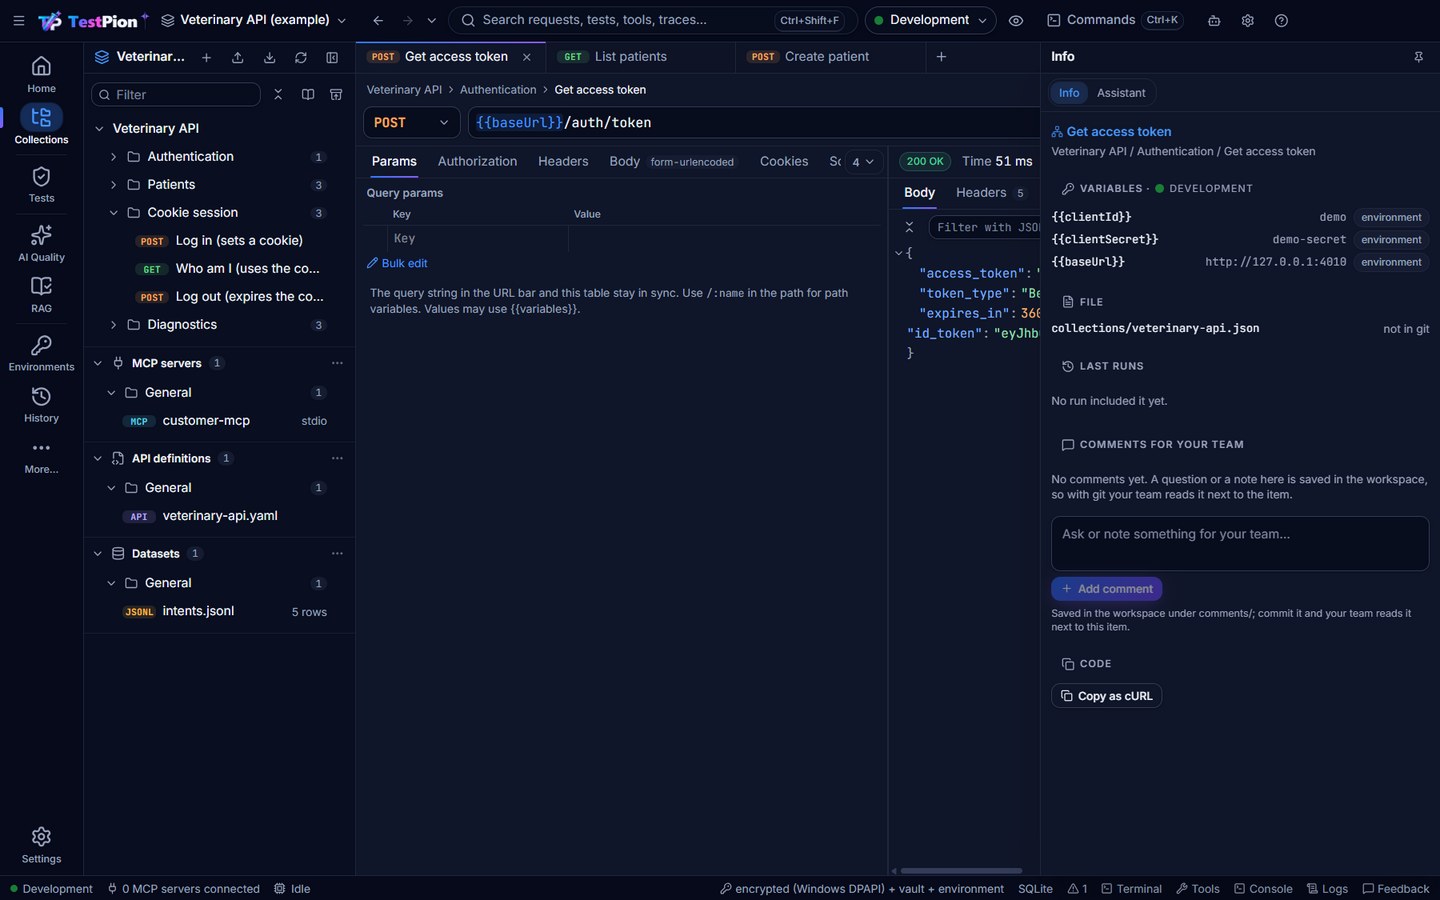 TestPion
Veterinary API (example)
Search requests, tests, tools, traces...
Ctrl+Shift+F
Development
Commands
Ctrl+K
Home
Collections
Tests
AI Quality
RAG
Environments
History
More...
Settings
Veterinar...
Filter
Veterinary API
Authentication 1
Patients 3
Cookie session 3
POST Log in (sets a cookie)
GET Who am I (uses the co...
POST Log out (expires the co...
Diagnostics 3
MCP servers 1
General 1
MCP customer-mcp stdio
API definitions 1
General 1
API veterinary-api.yaml
Datasets 1
General 1
JSONL intents.jsonl 5 rows
POST Get access token
GET List patients
POST Create patient
Veterinary API > Authentication > Get access token
POST
{{baseUrl}}/auth/token
Params Authorization Headers Body form-urlencoded Cookies Sc 4
Query params
Key Value
Key
Bulk edit
The query string in the URL bar and this table stay in sync. Use /:name in the path for path
variables. Values may use {{variables}}.
200 OK Time 51 ms
Body Headers 5
Filter with JSO
{
"access_token": "
"token_type": "Be
"expires_in": 360
"id_token": "eyJhb
}
Info
Info Assistant
Get access token
Veterinary API / Authentication / Get access token
VARIABLES · DEVELOPMENT
{{clientId}} demo environment
{{clientSecret}} demo-secret environment
{{baseUrl}} http://127.0.0.1:4010 environment
FILE
collections/veterinary-api.json not in git
LAST RUNS
No run included it yet.
COMMENTS FOR YOUR TEAM
No comments yet. A question or a note here is saved in the workspace,
so with git your team reads it next to the item.
Ask or note something for your team...
+ Add comment
Saved in the workspace under comments/; commit it and your team reads it
next to this item.
CODE
Copy as cURL
Development
0 MCP servers connected
Idle
encrypted (Windows DPAPI) + vault + environment
SQLite
1
Terminal
Tools
Console
Logs
Feedback